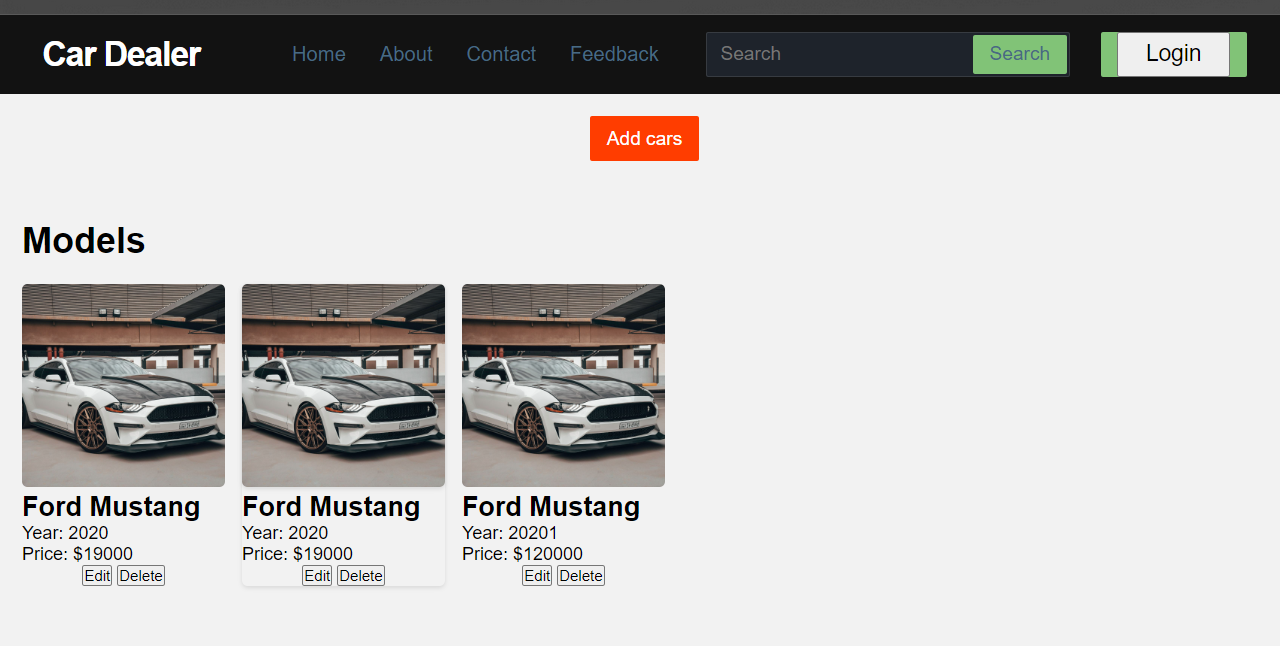 Car Dealer Home About Contact Feedback Search Search Login
Add cars
Models
Ford Mustang Ford Mustang Ford Mustang
Year: 2020 Year: 2020 Year: 20201
Price: $19000 Price: $19000 Price: $120000
Edit Delete Edit Delete Edit Delete